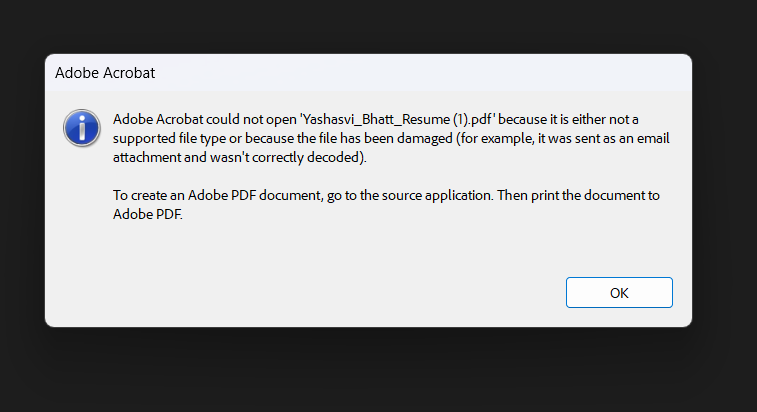 Adobe Acrobat
Adobe Acrobat could not open 'Yashasvi_Bhatt_Resume (1).pdf' because it is either not a
supported file type or because the file has been damaged (for example, it was sent as an email
attachment and wasn't correctly decoded).
To create an Adobe PDF document, go to the source application. Then print the document to
Adobe PDF.
OK